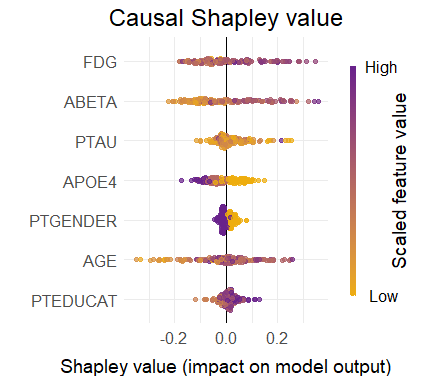 Causal Shapley value
FDG
ABETA
PTAU
APOE4
PTGENDER
AGE
PTEDUCAT
-0.2 0.0 0.2
Shapley value (impact on model output)
High
Low
Scaled feature value